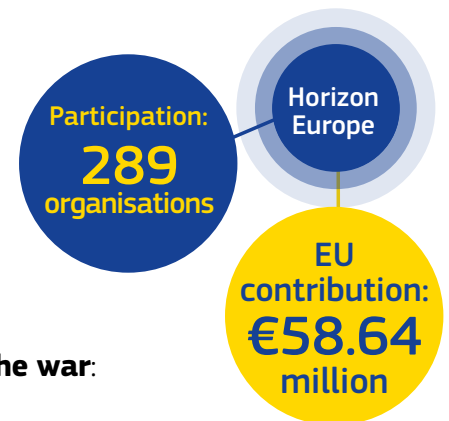 Participation:
289
organisations
Horizon
Europe
EU
contribution:
€58.64
million
he war: